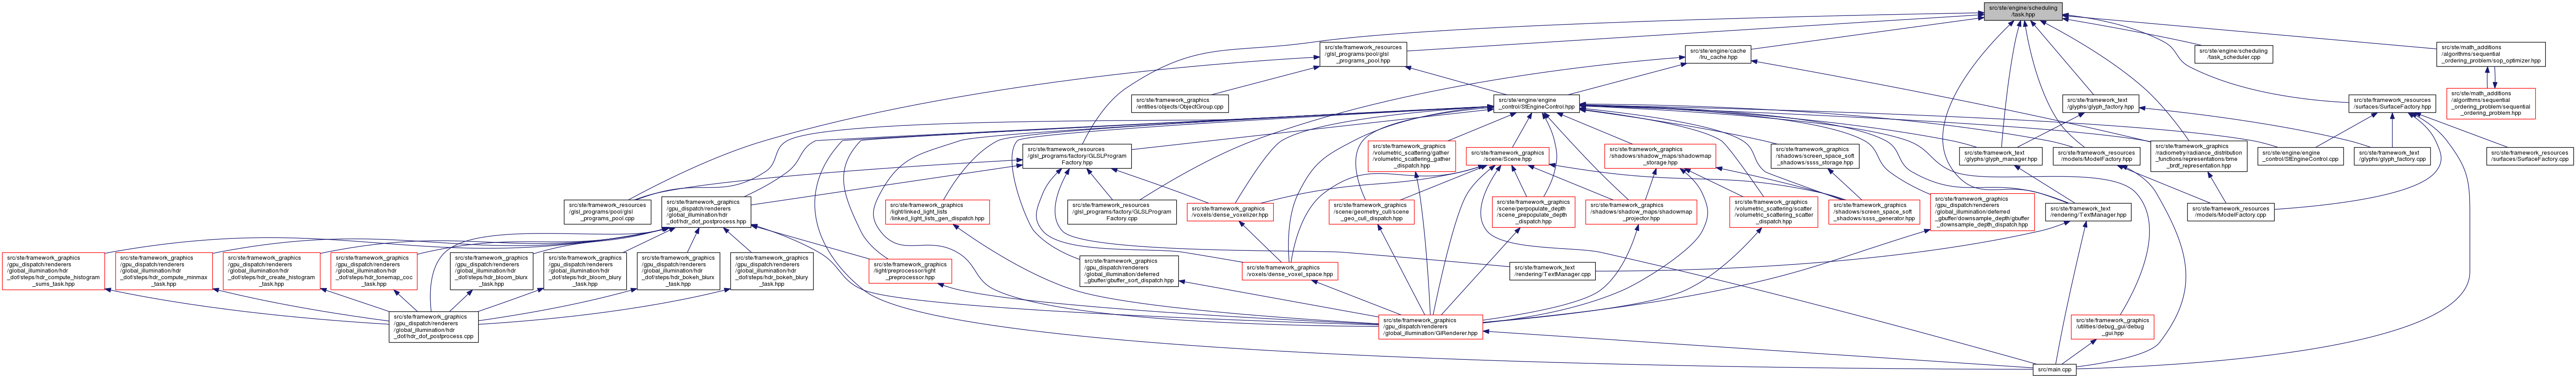 src/ste/engine/scheduling
/task.hpp
src/ste/framework_resources
/glsl_programs/pool/glsl
_programs_pool.hpp
src/ste/engine/cache
/lru_cache.hpp
src/ste/engine/scheduling
/task_scheduler.cpp
src/ste/math_additions
/algorithms/sequential
_ordering_problem/sop_optimizer.hpp
src/ste/framework_graphics
/entities/objects/ObjectGroup.cpp
src/ste/engine/engine
_control/StEngineControl.hpp
src/ste/framework_text
/glyphs/glyph_factory.hpp
src/ste/framework_resources
/surfaces/SurfaceFactory.hpp
src/ste/math_additions
/algorithms/sequential
_ordering_problem/sequential
_ordering_problem.hpp
src/ste/framework_resources
/glsl_programs/factory/GLSLProgram
Factory.hpp
src/ste/framework_graphics
/volumetric_scattering/gather
/volumetric_scattering_gather
_dispatch.hpp
src/ste/framework_graphics
/scene/Scene.hpp
src/ste/framework_graphics
/shadows/shadow_maps/shadowmap
_storage.hpp
src/ste/framework_graphics
/shadows/screen_space_soft
_shadows/ssss_storage.hpp
src/ste/framework_text
/glyphs/glyph_manager.hpp
src/ste/framework_resources
/models/ModelFactory.hpp
src/ste/framework_graphics
/radiometry/radiance_distribution
_functions/representations/bme
_brdf_representation.hpp
src/ste/engine/engine
_control/StEngineControl.cpp
src/ste/framework_text
/glyphs/glyph_factory.cpp
src/ste/framework_resources
/surfaces/SurfaceFactory.cpp
src/ste/framework_resources
/glsl_programs/pool/glsl
_programs_pool.cpp
src/ste/framework_graphics
/gpu_dispatch/renderers
/global_illumination/hdr
_dof/hdr_dof_postprocess.hpp
src/ste/framework_graphics
/light/linked_light_lists
/linked_light_lists_gen_dispatch.hpp
src/ste/framework_resources
/glsl_programs/factory/GLSLProgram
Factory.cpp
src/ste/framework_graphics
/voxels/dense_voxelizer.hpp
src/ste/framework_graphics
/scene/geometry_cull/scene
_geo_cull_dispatch.hpp
src/ste/framework_graphics
/scene/perpopulate_depth
/scene_prepopulate_depth
_dispatch.hpp
src/ste/framework_graphics
/shadows/shadow_maps/shadowmap
_projector.hpp
src/ste/framework_graphics
/volumetric_scattering/scatter
/volumetric_scattering_scatter
_dispatch.hpp
src/ste/framework_graphics
/shadows/screen_space_soft
_shadows/ssss_generator.hpp
src/ste/framework_graphics
/gpu_dispatch/renderers
/global_illumination/deferred
_gbuffer/downsample_depth/gbuffer
_downsample_depth_dispatch.hpp
src/ste/framework_text
/rendering/TextManager.hpp
src/ste/framework_resources
/models/ModelFactory.cpp
src/ste/framework_graphics
/gpu_dispatch/renderers
/global_illumination/hdr
_dof/steps/hdr_compute_histogram
_sums_task.hpp
src/ste/framework_graphics
/gpu_dispatch/renderers
/global_illumination/hdr
_dof/steps/hdr_compute_minmax
_task.hpp
src/ste/framework_graphics
/gpu_dispatch/renderers
/global_illumination/hdr
_dof/steps/hdr_create_histogram
_task.hpp
src/ste/framework_graphics
/gpu_dispatch/renderers
/global_illumination/hdr
_dof/steps/hdr_tonemap_coc
_task.hpp
src/ste/framework_graphics
/gpu_dispatch/renderers
/global_illumination/hdr
_dof/steps/hdr_bloom_blurx
_task.hpp
src/ste/framework_graphics
/gpu_dispatch/renderers
/global_illumination/hdr
_dof/steps/hdr_bloom_blury
_task.hpp
src/ste/framework_graphics
/gpu_dispatch/renderers
/global_illumination/hdr
_dof/steps/hdr_bokeh_blurx
_task.hpp
src/ste/framework_graphics
/gpu_dispatch/renderers
/global_illumination/hdr
_dof/steps/hdr_bokeh_blury
_task.hpp
src/ste/framework_graphics
/light/preprocessor/light
_preprocessor.hpp
src/ste/framework_graphics
/gpu_dispatch/renderers
/global_illumination/deferred
_gbuffer/gbuffer_sort_dispatch.hpp
src/ste/framework_graphics
/voxels/dense_voxel_space.hpp
src/ste/framework_text
/rendering/TextManager.cpp
src/ste/framework_graphics
/gpu_dispatch/renderers
/global_illumination/hdr
_dof/hdr_dof_postprocess.cpp
src/ste/framework_graphics
/gpu_dispatch/renderers
/global_illumination/GIRenderer.hpp
src/ste/framework_graphics
/utilities/debug_gui/debug
_gui.hpp
src/main.cpp